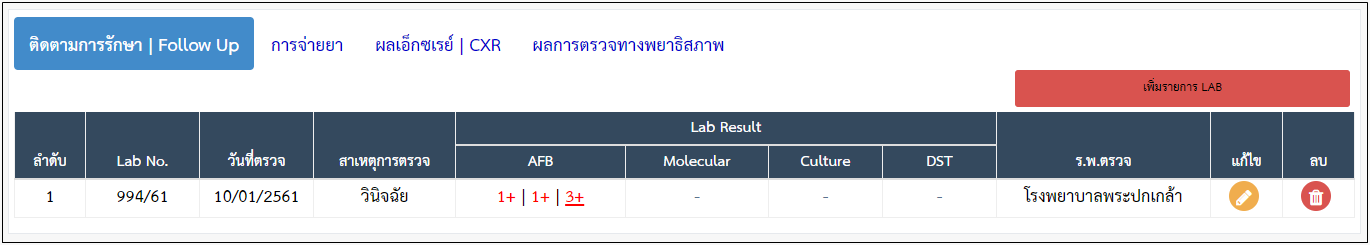 ติดตามการรักษา | Follow Up การจ่ายยา ผลเอ็กซเรย์ | CXR ผลการตรวจทางพยาธิสภาพ
เพิ่มรายการ LAB
Lab Result
ลำดับ Lab No. วันที่ตรวจ สาเหตุการตรวจ AFB Molecular Culture DST ร.พ.ตรวจ แก้ไข ลบ
1 994/61 10/01/2561 วินิจฉัย 1+ | 1+ | 3+ - - - โรงพยาบาลพระปกเกล้า